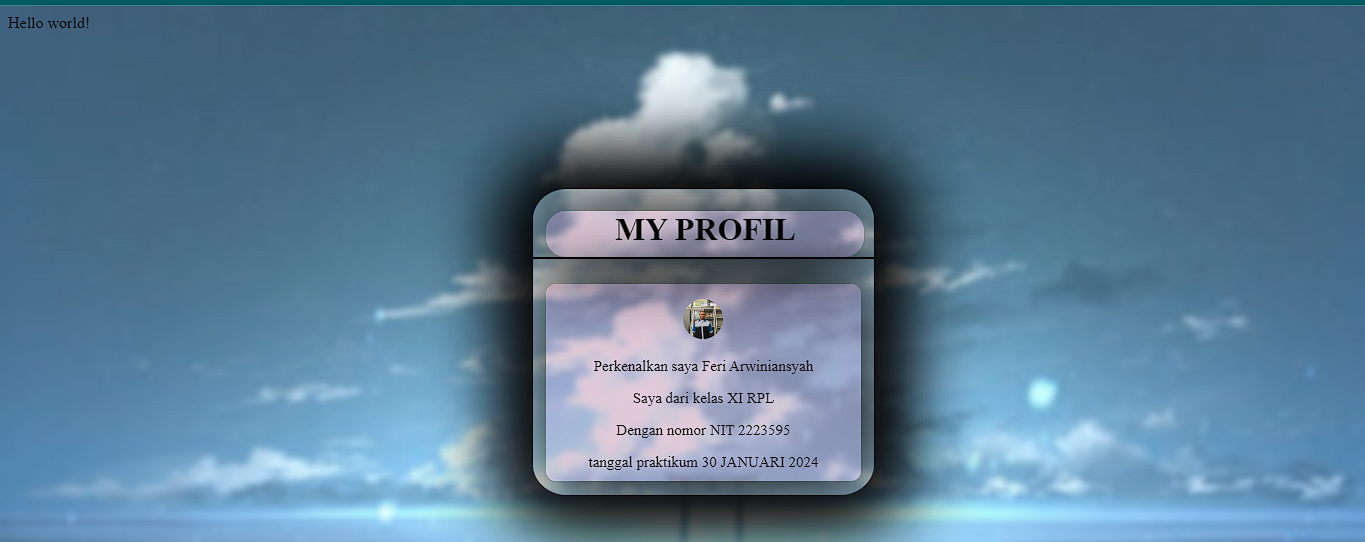 Hello world!
MY PROFIL
Perkenalkan saya Feri Arwiniansyah
Saya dari kelas XI RPL
Dengan nomor NIT 2223595
tanggal praktikum 30 JANUARI 2024